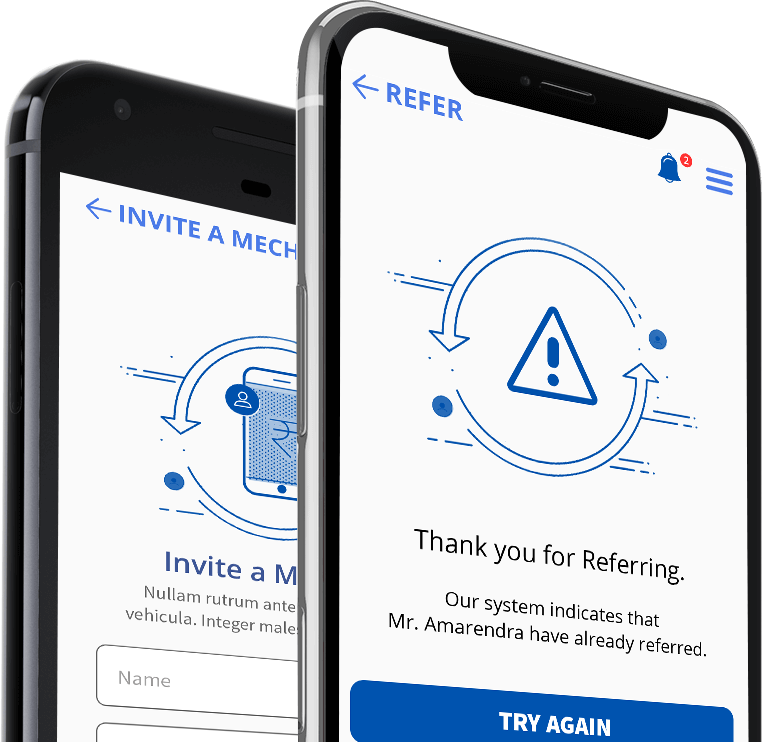 INVITE A MECH
Invite a M
Nullam rutrum ante
vehicula. Integer males
Name
REFER
2
Thank you for Referring.
Our system indicates that
Mr. Amarendra have already referred.
TRY AGAIN